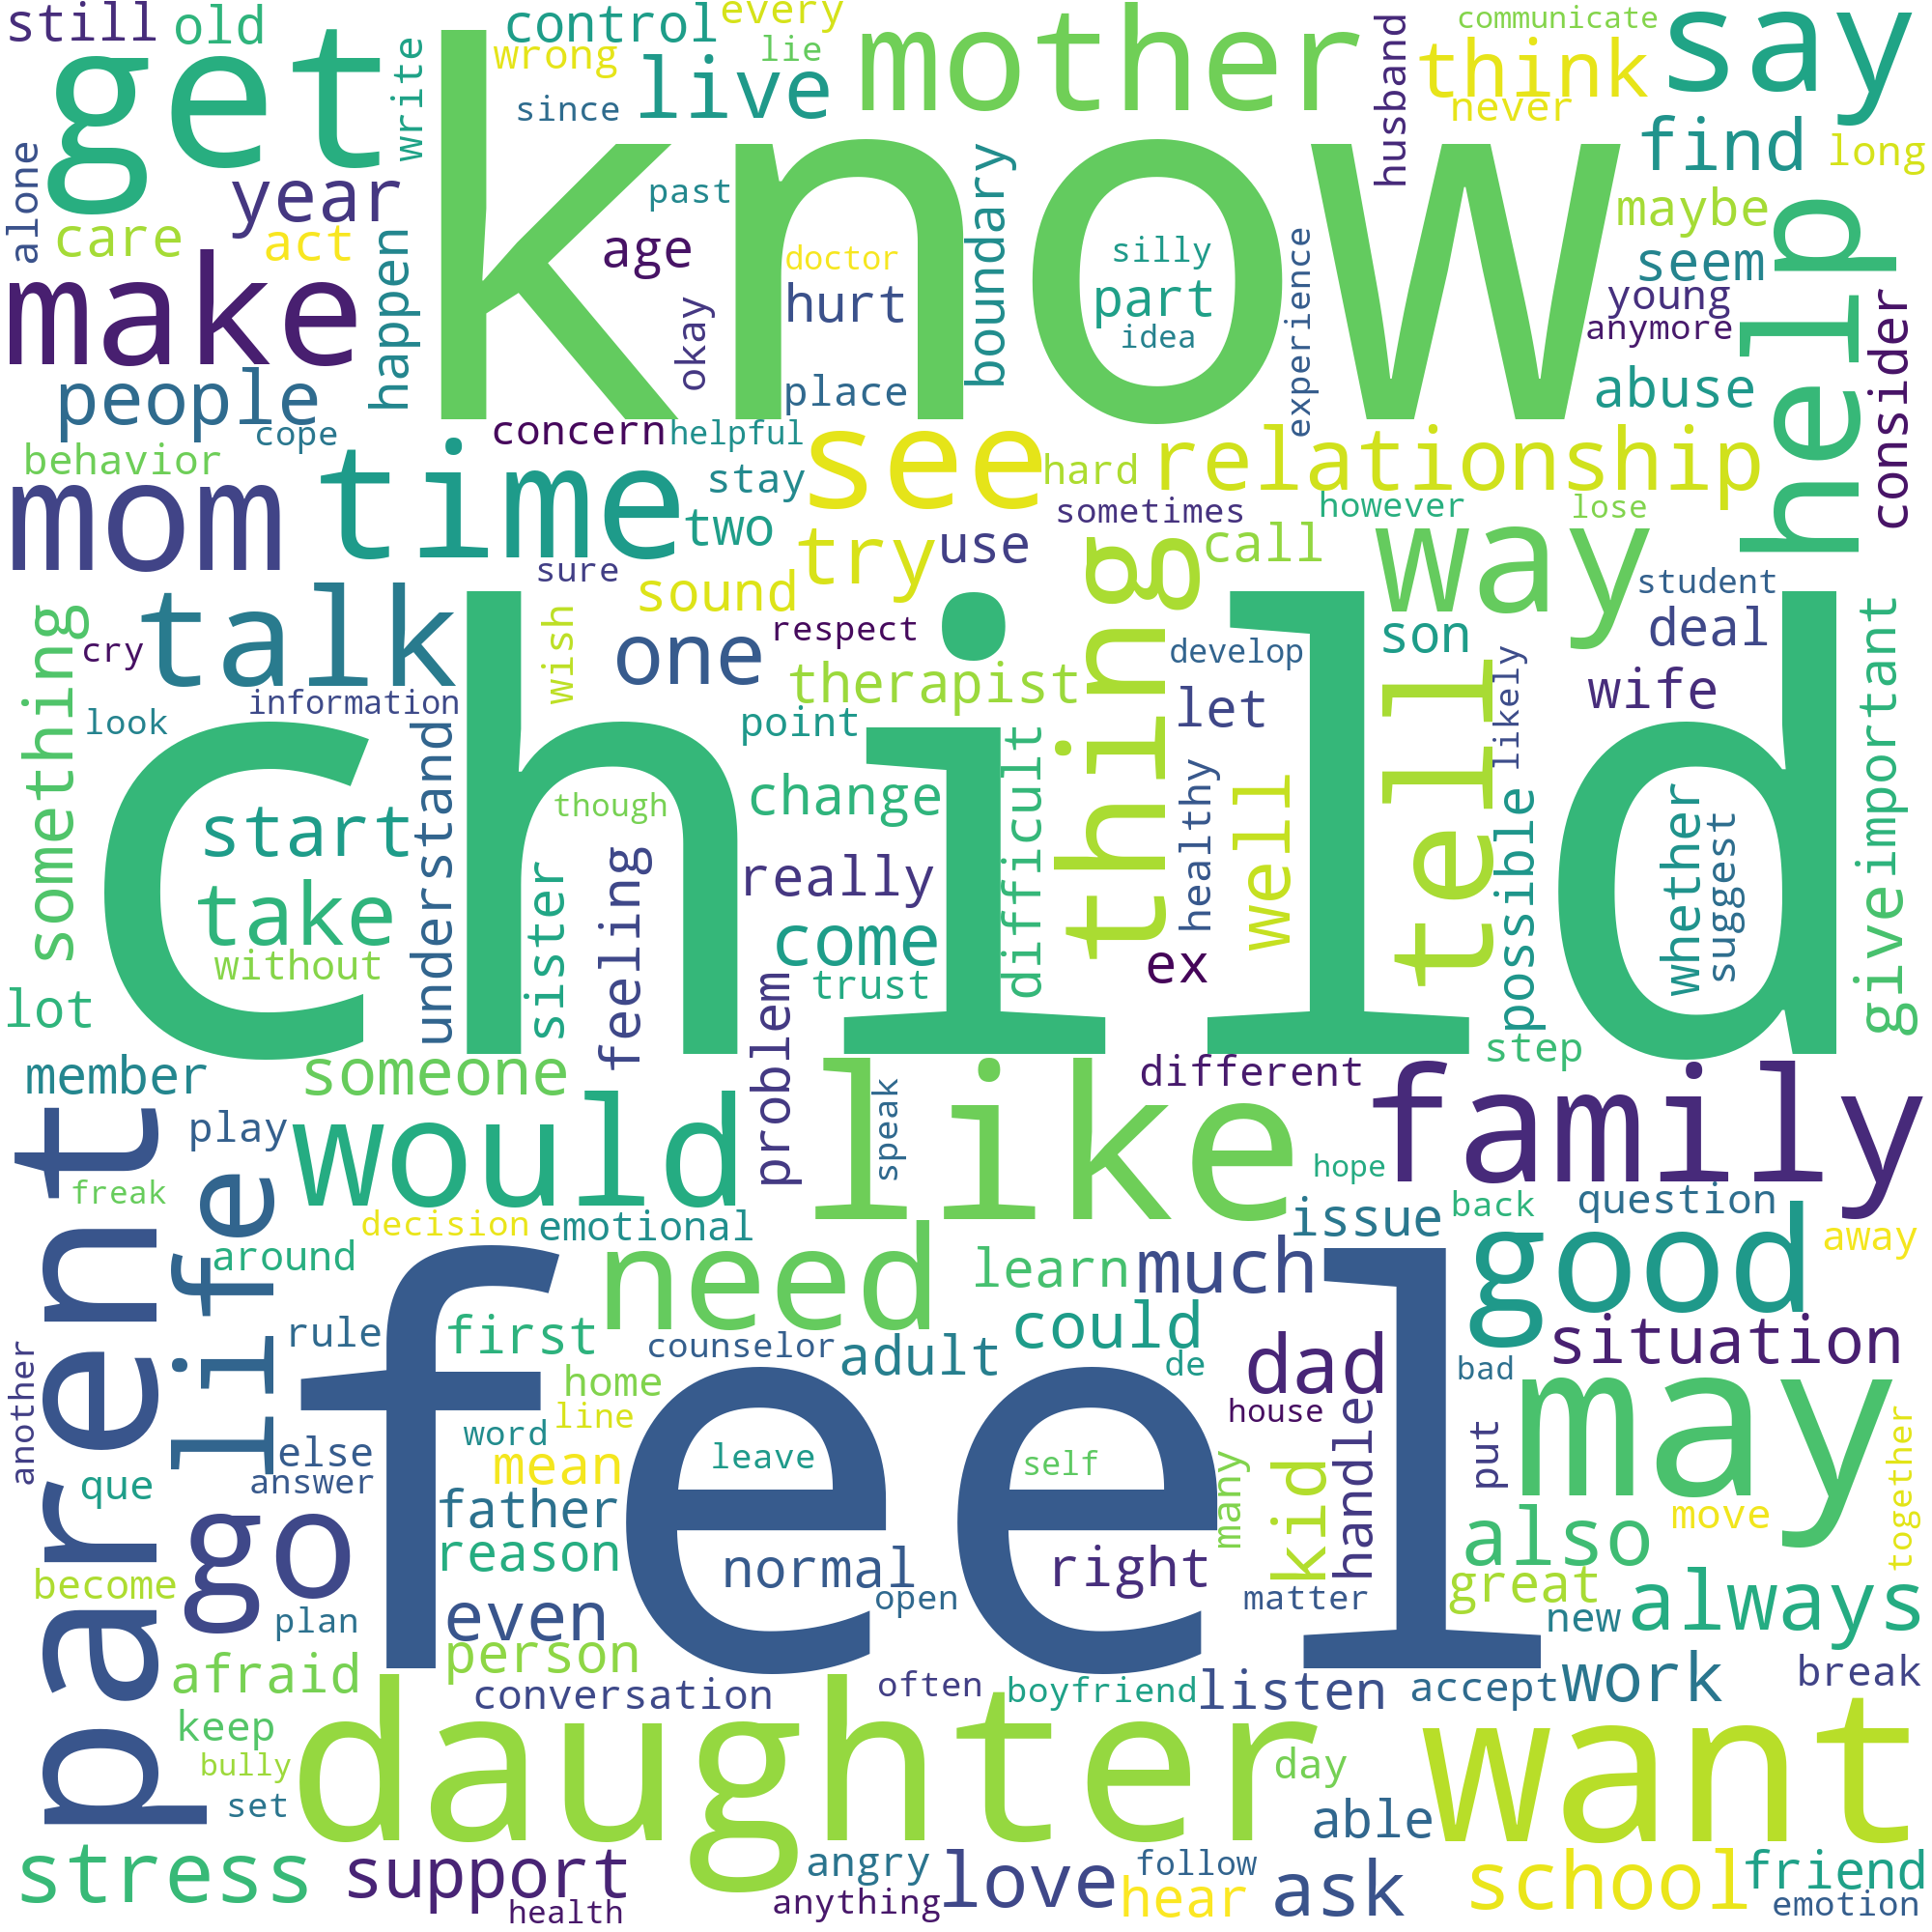 still
old
get
write
control
wrong
since
every
lie
live
mother
husband
communicate
think
never
say
find
long
alone
year
care
act
happen
know
past
age
doctor
hurt
okay
place
boundary
silly
part
idea
experience
maybe
seem
young
anymore
abuse
help
consider
make
people
cope
concern
helpful
behavior
mom
time
stay
two
see
hard
relationship
sometimes
however
lose
sure
try
use
call
way
student
something
cry
talk
information
look
sound
wish
one
respect
therapist
thing
develop
let
son
deal
wife
tell
likely
important
child
point
start
understand
though
change
difficult
healthy
well
possible
whether
suggest
give
take
without
sister
feeling
really
come
trust
ex
lot
problem
member
someone
different
step
parent
play
would
speak
like
hope
family
freak
life
decision
emotional
issue
back
question
away
around
need
learn
much
good
another
rule
first
counselor
adult
could
de
dad
bad
situation
home
line
word
house
else
answer
que
mean
leave
self
feel
many
kid
handle
put
may
together
move
go
father
reason
normal
open
right
matter
also
great
new
always
become
plan
even
person
afraid
conversation
often
boyfriend
listen
accept
work
break
keep
bully
set
daughter
day
able
want
stress
support
health
angry
anything
love
follow
hear
ask
school
friend
emotion